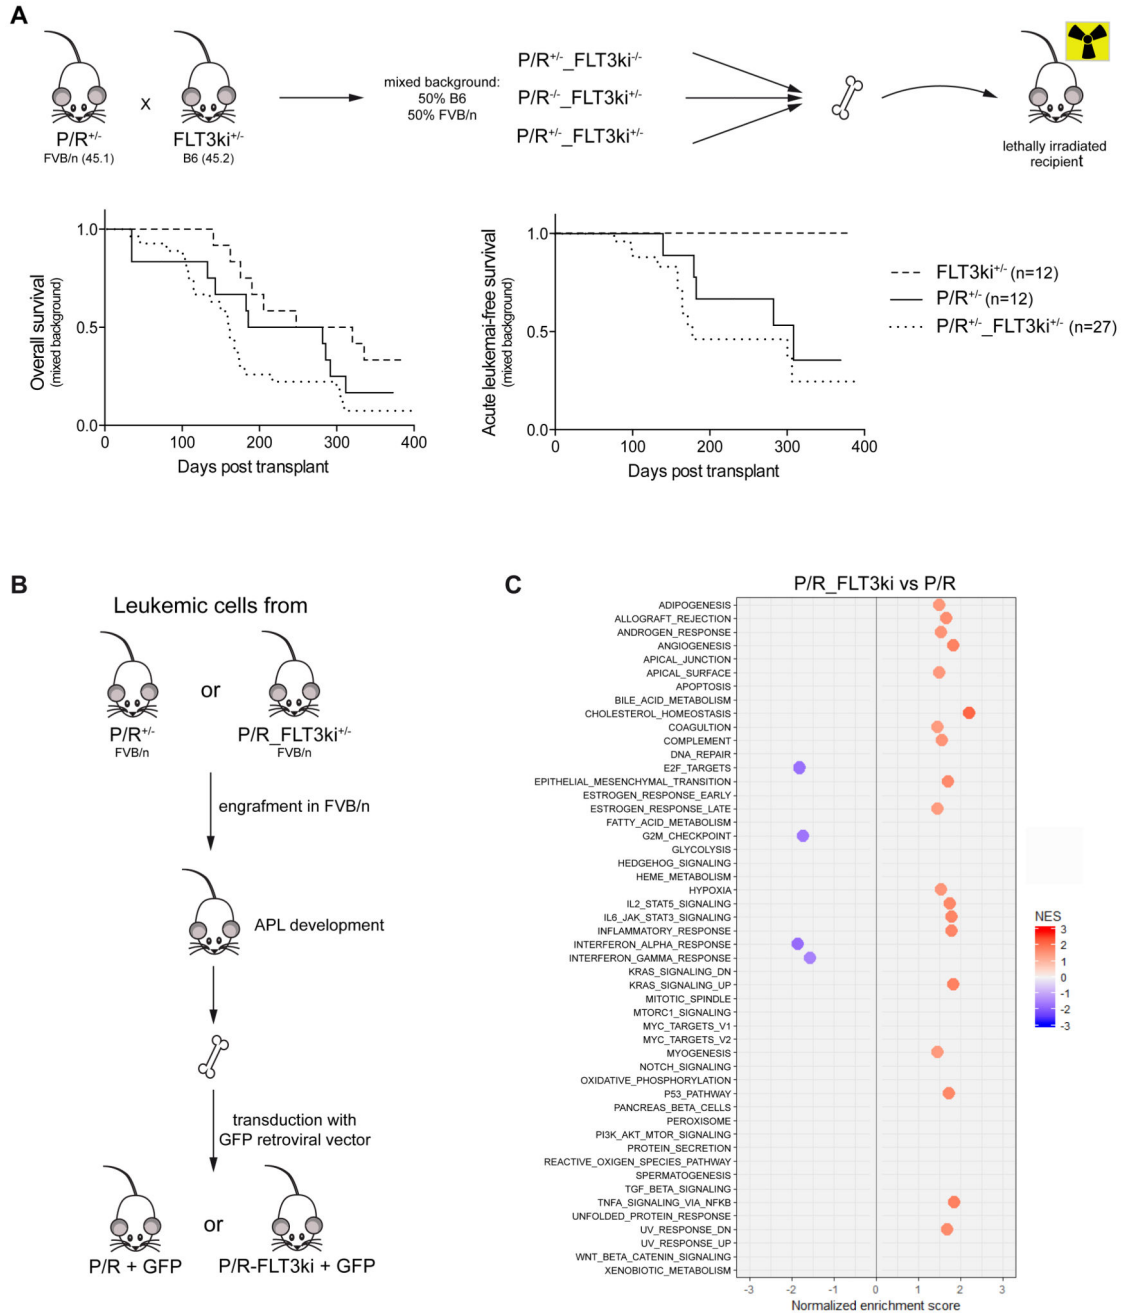 A
P/R+/-
FVB/n (45.1)
x
FLT3ki+/-
B6 (45.2)
mixed background:
50% B6
50% FVB/n
P/R+/-_FLT3ki-/-
P/R-/-_FLT3ki+/-
P/R+/-_FLT3ki+/-
lethally irradiated
recipient
Overall survival
(mixed background)
1.0
0.5
0.0
0 100 200 300 400
Days post transplant
Acute leukemai-free survival
(mixed background)
1.0
0.5
0.0
0 100 200 300 400
Days post transplant
FLT3ki+/- (n=12)
P/R+/- (n=12)
P/R+/-_FLT3ki+/- (n=27)
B
Leukemic cells from
or
P/R+/-
FVB/n
P/R_FLT3ki+/-
FVB/n
engrafment in FVB/n
APL development
transduction with
GFP retroviral vector
or
P/R + GFP
P/R-FLT3ki + GFP
C
P/R_FLT3ki vs P/R
ADIPOGENESIS
ALLOGRAFT_REJECTION
ANDROGEN_RESPONSE
ANGIOGENESIS
APICAL_JUNCTION
APICAL_SURFACE
APOPTOSIS
BILE_ACID_METABOLISM
CHOLESTEROL_HOMEOSTASIS
COAGULTION
COMPLEMENT
DNA_REPAIR
E2F_TARGETS
EPITHELIAL_MESENCHYMAL_TRANSITION
ESTROGEN_RESPONSE_EARLY
ESTROGEN_RESPONSE_LATE
FATTY_ACID_METABOLISM
G2M_CHECKPOINT
GLYCOLYSIS
HEDGEHOG_SIGNALING
HEME_METABOLISM
HYPOXIA
IL2_STAT5_SIGNALING
IL6_JAK_STAT3_SIGNALING
INFLAMMATORY_RESPONSE
INTERFERON_ALPHA_RESPONSE
INTERFERON_GAMMA_RESPONSE
KRAS_SIGNALING_DN
KRAS_SIGNALING_UP
MITOTIC_SPINDLE
MTORC1_SIGNALING
MYC_TARGETS_V1
MYC_TARGETS_V2
MYOGENESIS
NOTCH_SIGNALING
OXIDATIVE_PHOSPHORYLATION
P53_PATHWAY
PANCREAS_BETA_CELLS
PEROXISOME
PI3K_AKT_MTOR_SIGNALING
PROTEIN_SECRETION
REACTIVE_OXIGEN_SPECIES_PATHWAY
SPERMATOGENESIS
TGF_BETA_SIGNALING
TNFA_SIGNALING_VIA_NFKB
UNFOLDED_PROTEIN_RESPONSE
UV_RESPONSE_DN
UV_RESPONSE_UP
WNT_BETA_CATENIN_SIGNALING
XENOBIOTIC_METABOLISM
-3 -2 -1 0 1 2 3
Normalized enrichment score
NES
3
2
1
0
-1
-2
-3